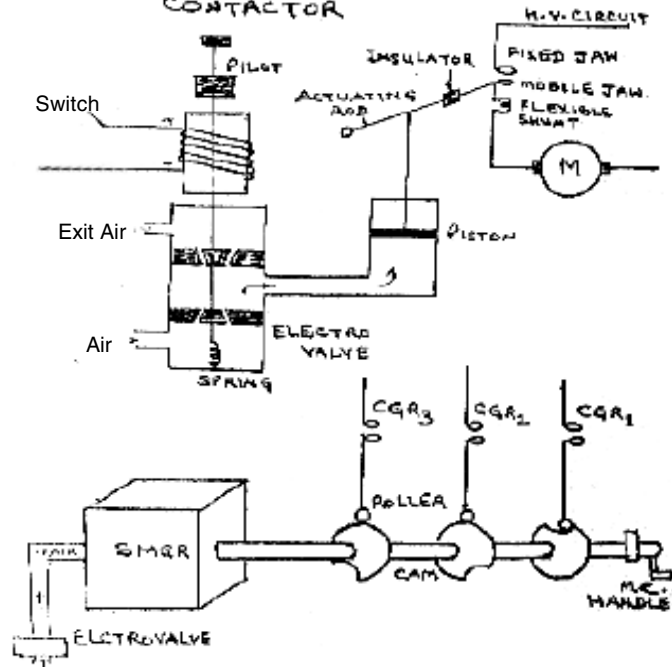 CONTACTOR
H.V. CIRCUIT
PILOT
INSULATOR
FIXED JAW
MOBILE JAW
FLEXIBLE
SHUNT
ACTUATING
ROD
Switch
+
-
M
Exit Air
PISTON
Air
ELECTRO
VALVE
SPRING
CGR3
CGR2
CGR1
ROLLER
AIR
SMGR
CAM
M.C.
HANDLE
ELCTROVALVE